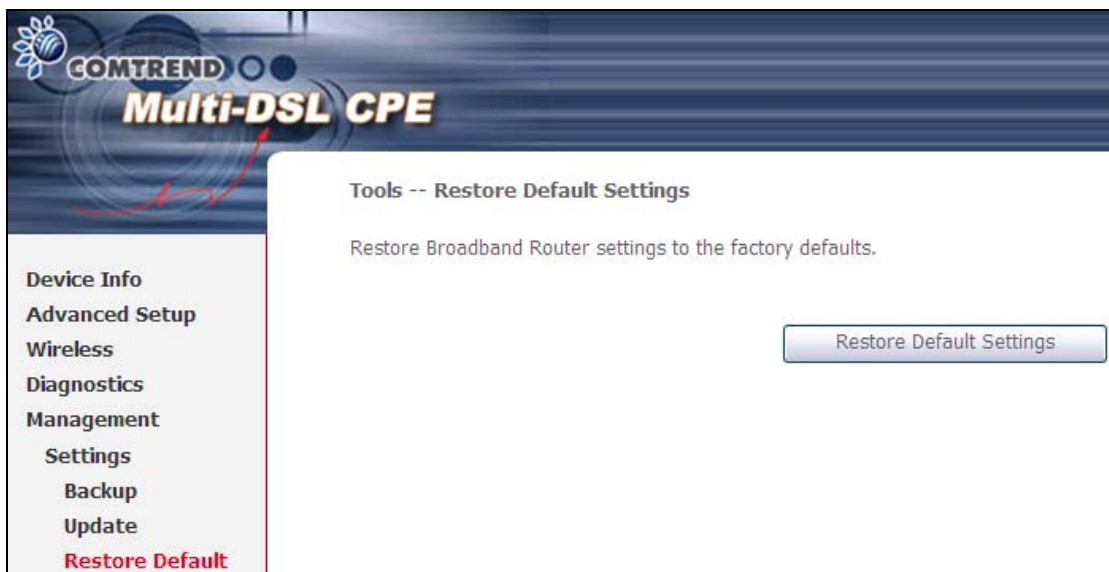 COMTREND
Multi-DSL CPE
Tools -- Restore Default Settings
Restore Broadband Router settings to the factory defaults.
Restore Default Settings
Device Info
Advanced Setup
Wireless
Diagnostics
Management
Settings
Backup
Update
Restore Default